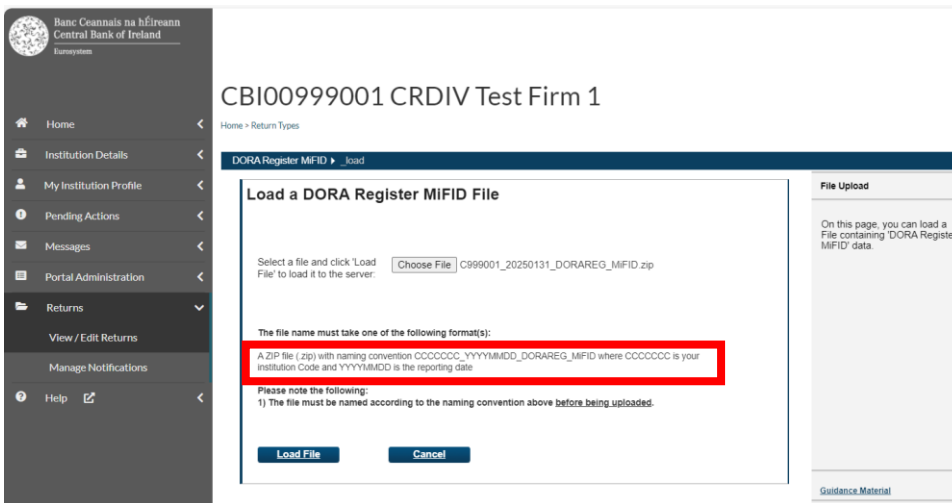 Banc Ceannais na hÉireann
Central Bank of Ireland
Eurosystem
Home
Institution Details
My Institution Profile
Pending Actions
Messages
Portal Administration
Returns
View / Edit Returns
Manage Notifications
Help
CBI00999001 CRDIV Test Firm 1
Home > Return Types
DORA Register MiFID _load
Load a DORA Register MiFID File
Select a file and click 'Load
File' to load it to the server:
Choose File C999001_20250131_DORAREG_MiFID.zip
The file name must take one of the following format(s):
A ZIP file (.zip) with naming convention CCCCCCC_YYYYMMDD_DORAREG_MiFID where CCCCCCC is your
institution Code and YYYYMMDD is the reporting date
Please note the following:
1) The file must be named according to the naming convention above before being uploaded.
Load File Cancel
File Upload
On this page, you can load a
File containing 'DORA Registe
MiFID' data.
Guidance Material